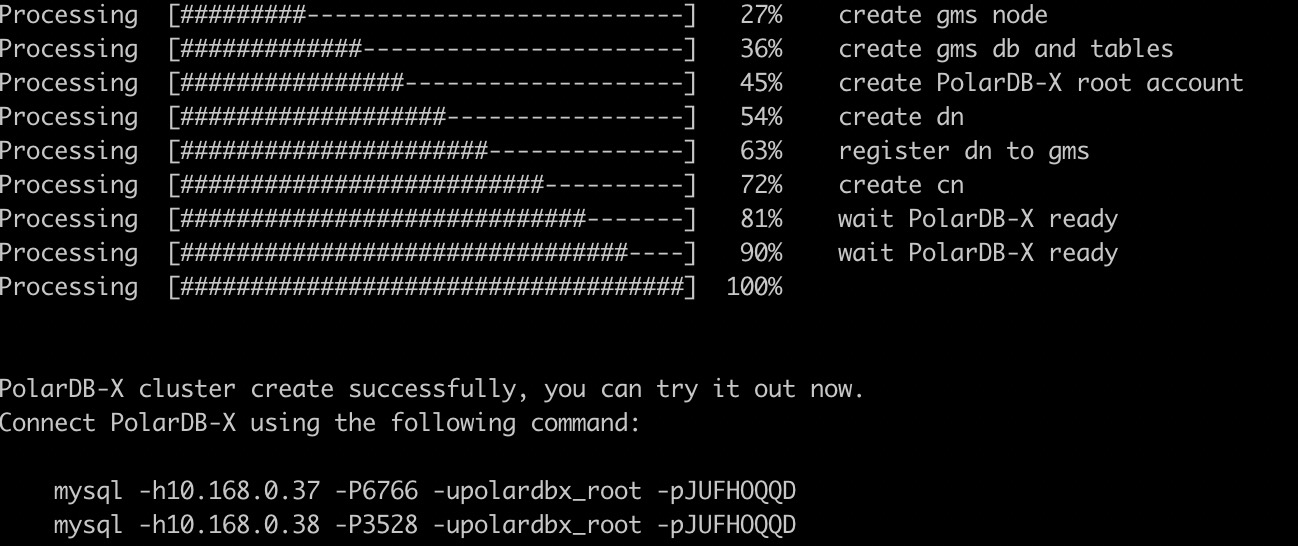 Processing  [#########---------------------------]   27%    create gms node
Processing  [#############-----------------------]   36%    create gms db and tables
Processing  [################--------------------]   45%    create PolarDB-X root account
Processing  [###################-----------------]   54%    create dn
Processing  [######################--------------]   63%    register dn to gms
Processing  [##########################----------]   72%    create cn
Processing  [#############################-------]   81%    wait PolarDB-X ready
Processing  [################################----]   90%    wait PolarDB-X ready
Processing  [####################################]  100%
PolarDB-X cluster create successfully, you can try it out now.
Connect PolarDB-X using the following command:
mysql -h10.168.0.37 -P6766 -upolardbx_root -pJUFHOQQD
mysql -h10.168.0.38 -P3528 -upolardbx_root -pJUFHOQQD